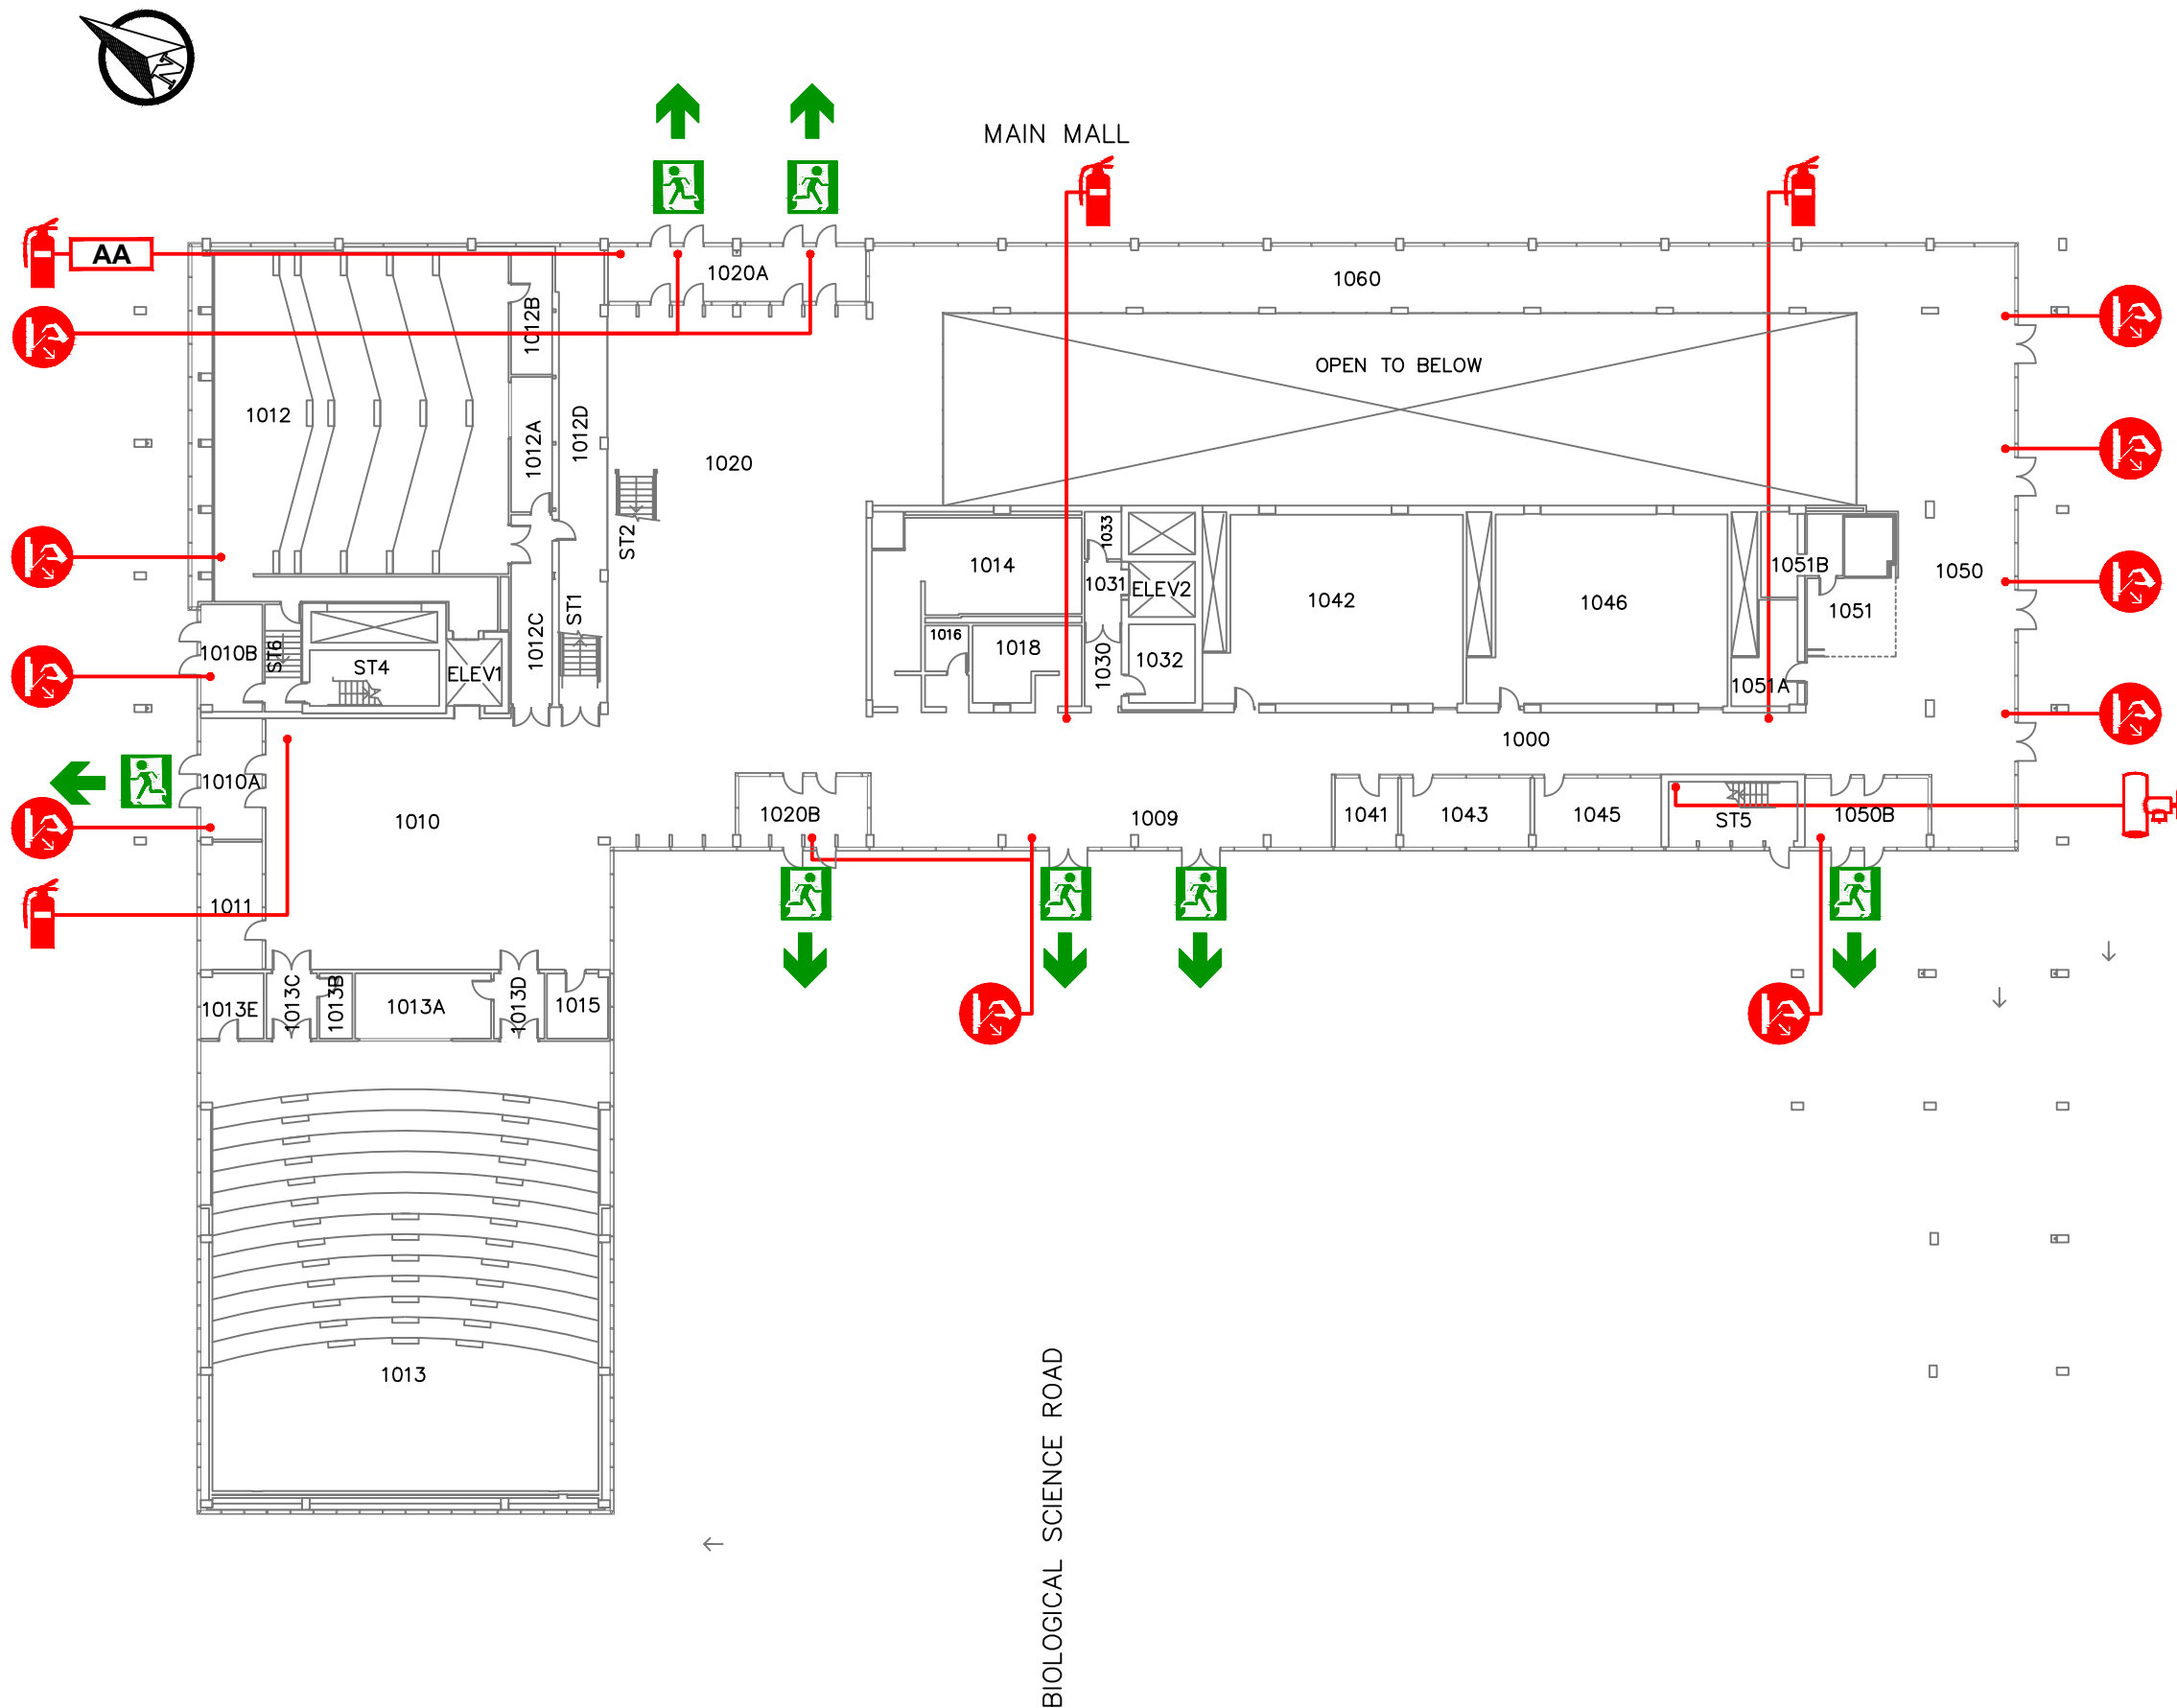 N
MAIN MALL
AA
1020A
1060
1012B
OPEN TO BELOW
1012
1012A
1012D
1020
ST2
1033
1014
1031
ELEV2
1042
1046
1051B
1050
1051
ST1
1012C
1016
1018
1030
1032
1010B
ST6
ST4
ELEV1
1051A
1000
1010A
1010
1020B
1009
1041
1043
1045
ST5
1050B
1011
1013E
1013C
1013B
1013A
1013D
1015
1013
BIOLOGICAL SCIENCE ROAD